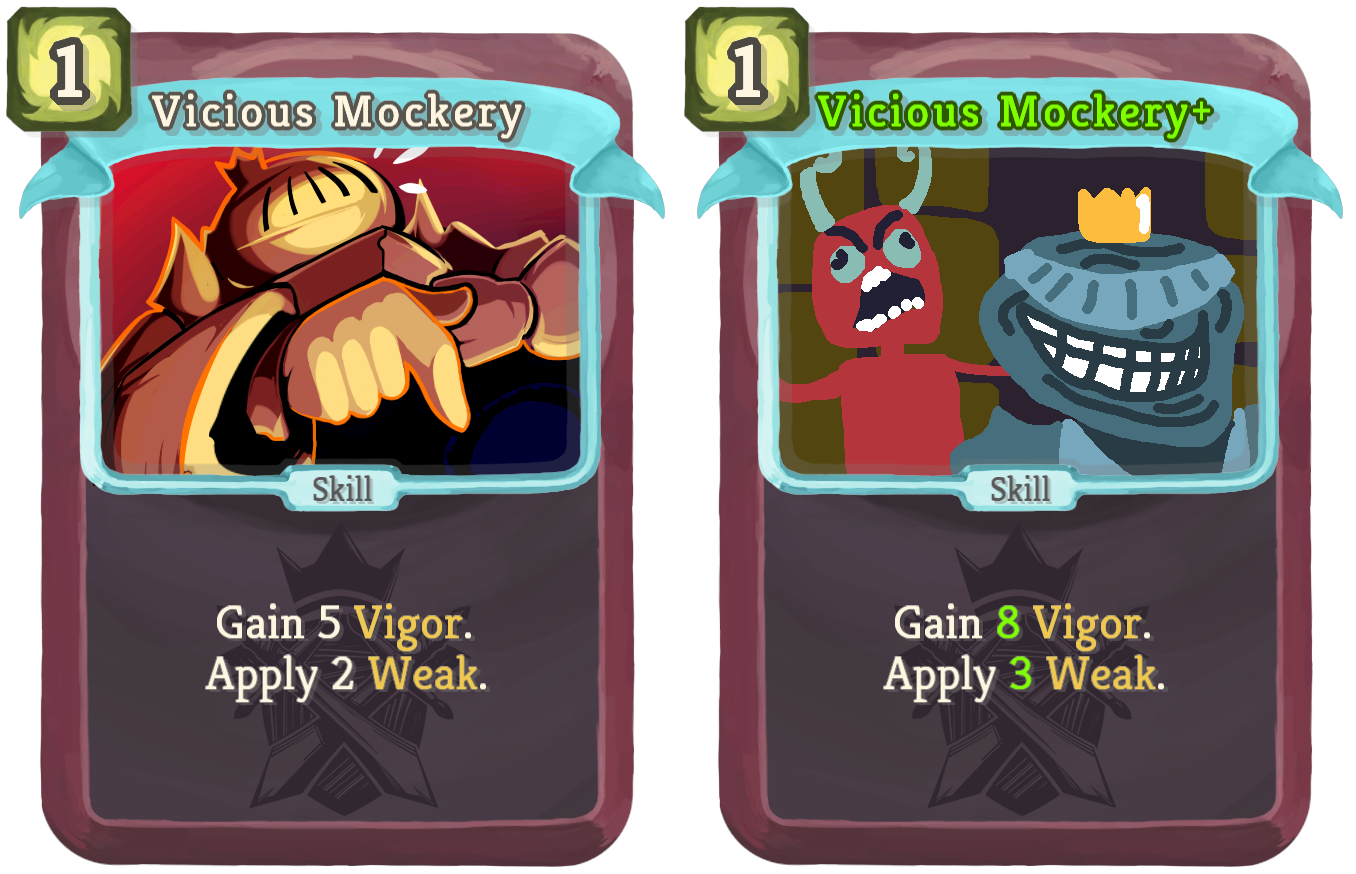 1
Vicious Mockery
Skill
Gain 5 Vigor.
Apply 2 Weak.
1
Vicious Mockery+
Skill
Gain 8 Vigor.
Apply 3 Weak.